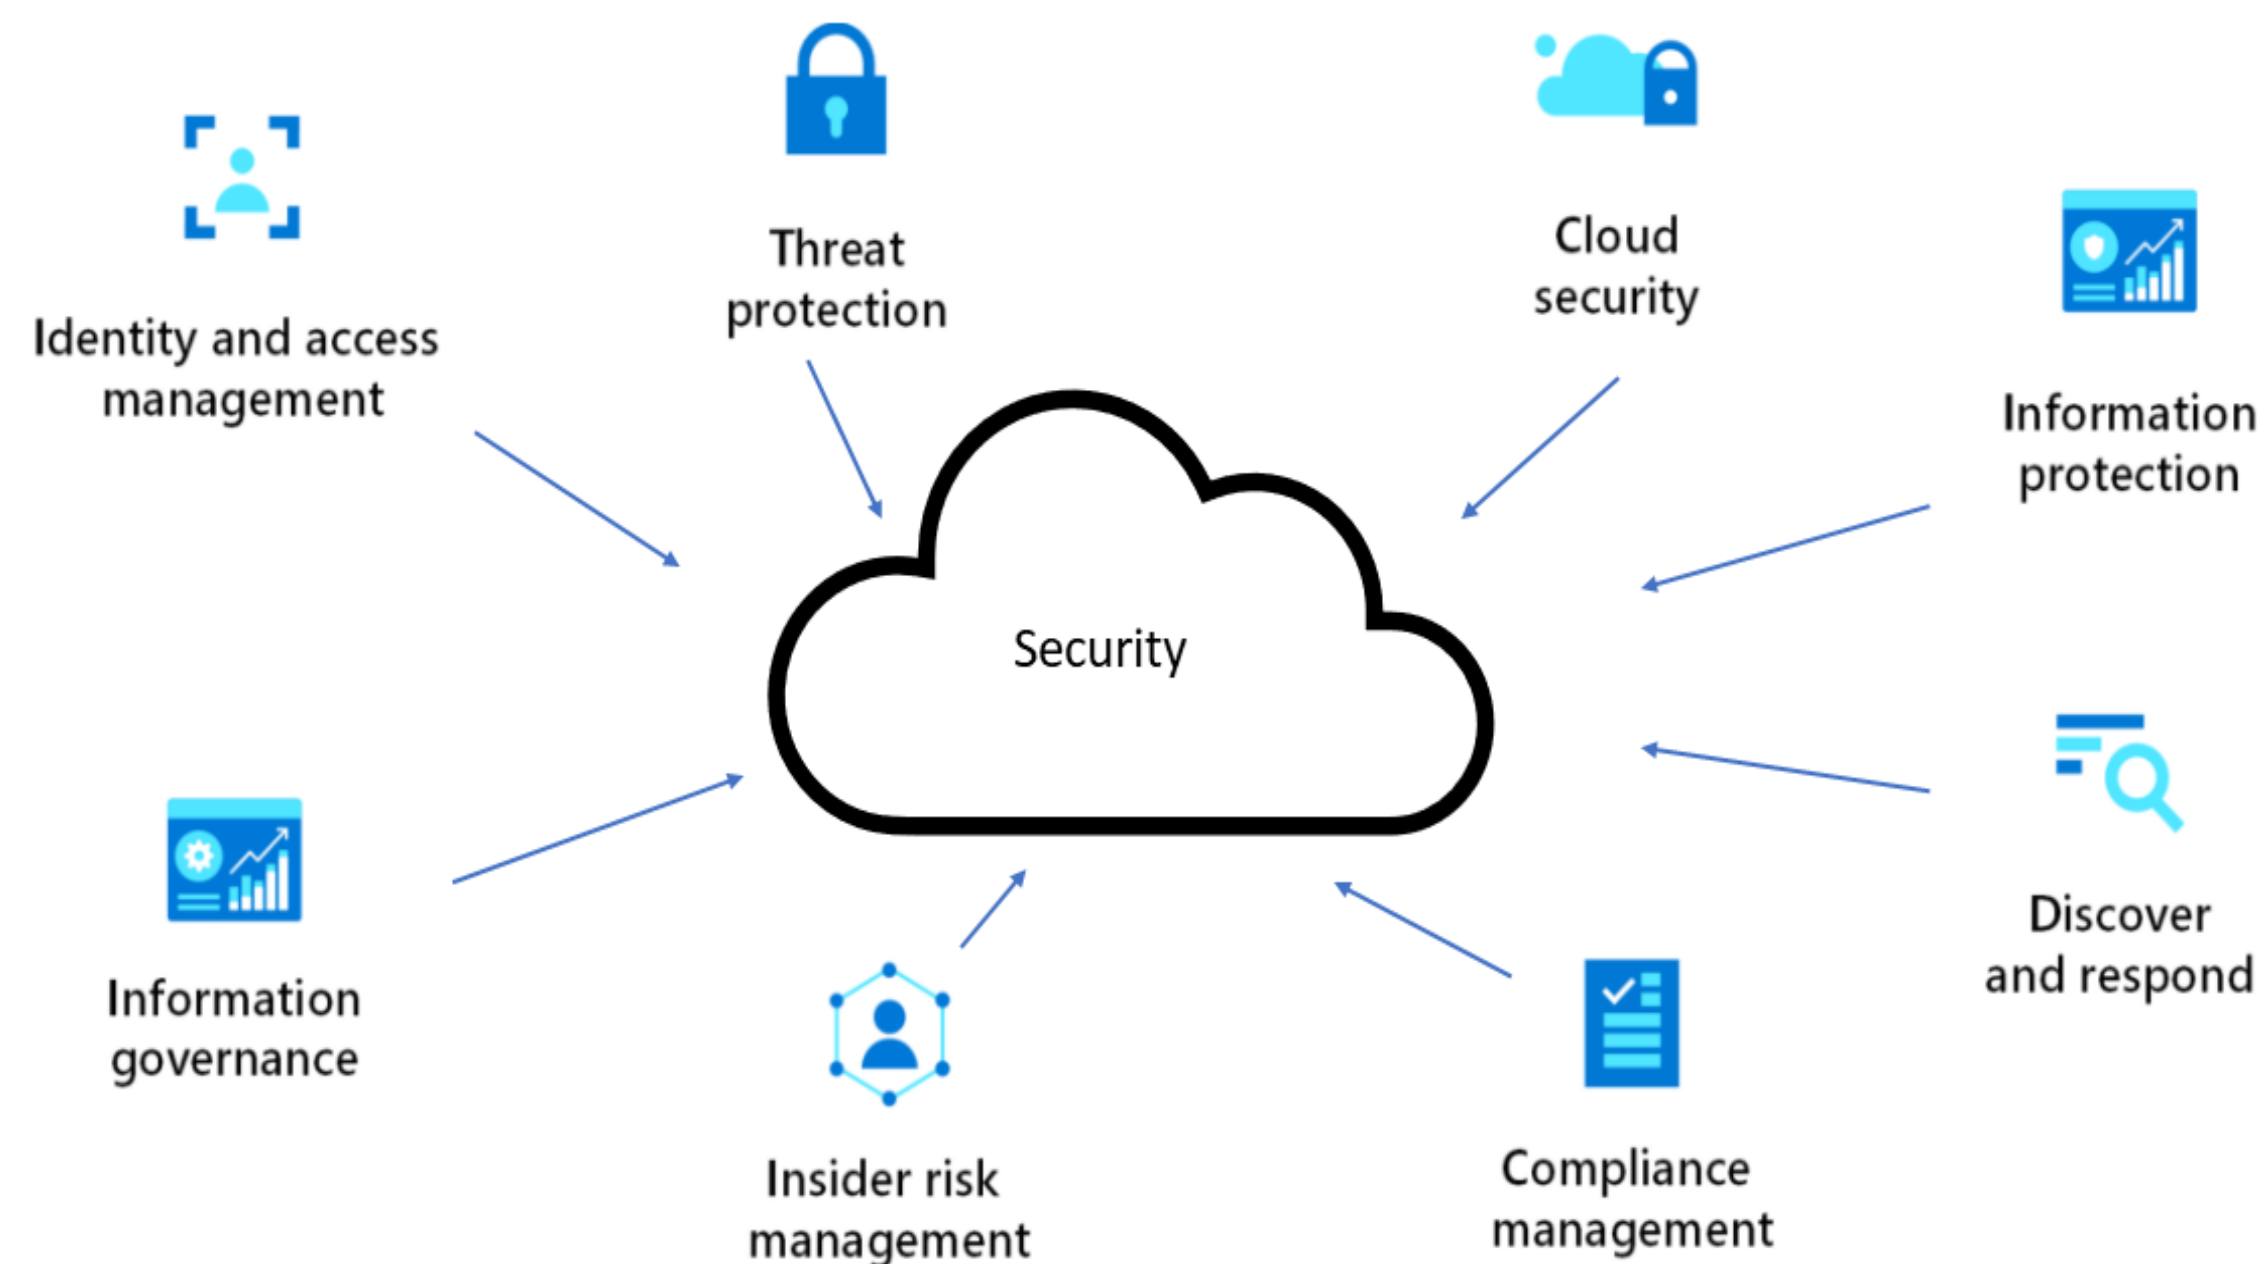 Threat
protection
Cloud
security
Identity and access
management
Information
protection
Security
Information
governance
Discover
and respond
Insider risk
management
Compliance
management